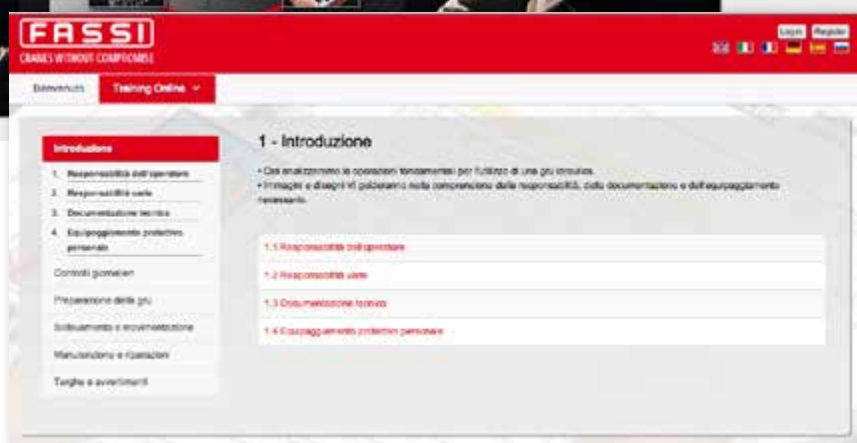 FASSI
CRANES WITHOUT COMPROMISE
Login Register
Benvenuto Training Online
Introduzione
1. Responsabilità dell'operatore
2. Responsabilità varie
3. Documentazione tecnica
4. Equipaggiamento protettivo
personale
Controlli giornalieri
Preparazione della gru
Sollevamento e movimentazione
Manutenzione e riparazioni
Targhe e avvertimenti
1 - Introduzione
• Qui analizzeremo le operazioni fondamentali per l'utilizzo di una gru idraulica.
• Immagini e disegni vi guideranno nella comprensione delle responsabilità, della documentazione e dell'equipaggiamento
necessario.
1.1 Responsabilità dell'operatore
1.2 Responsabilità varie
1.3 Documentazione tecnica
1.4 Equipaggiamento protettivo personale